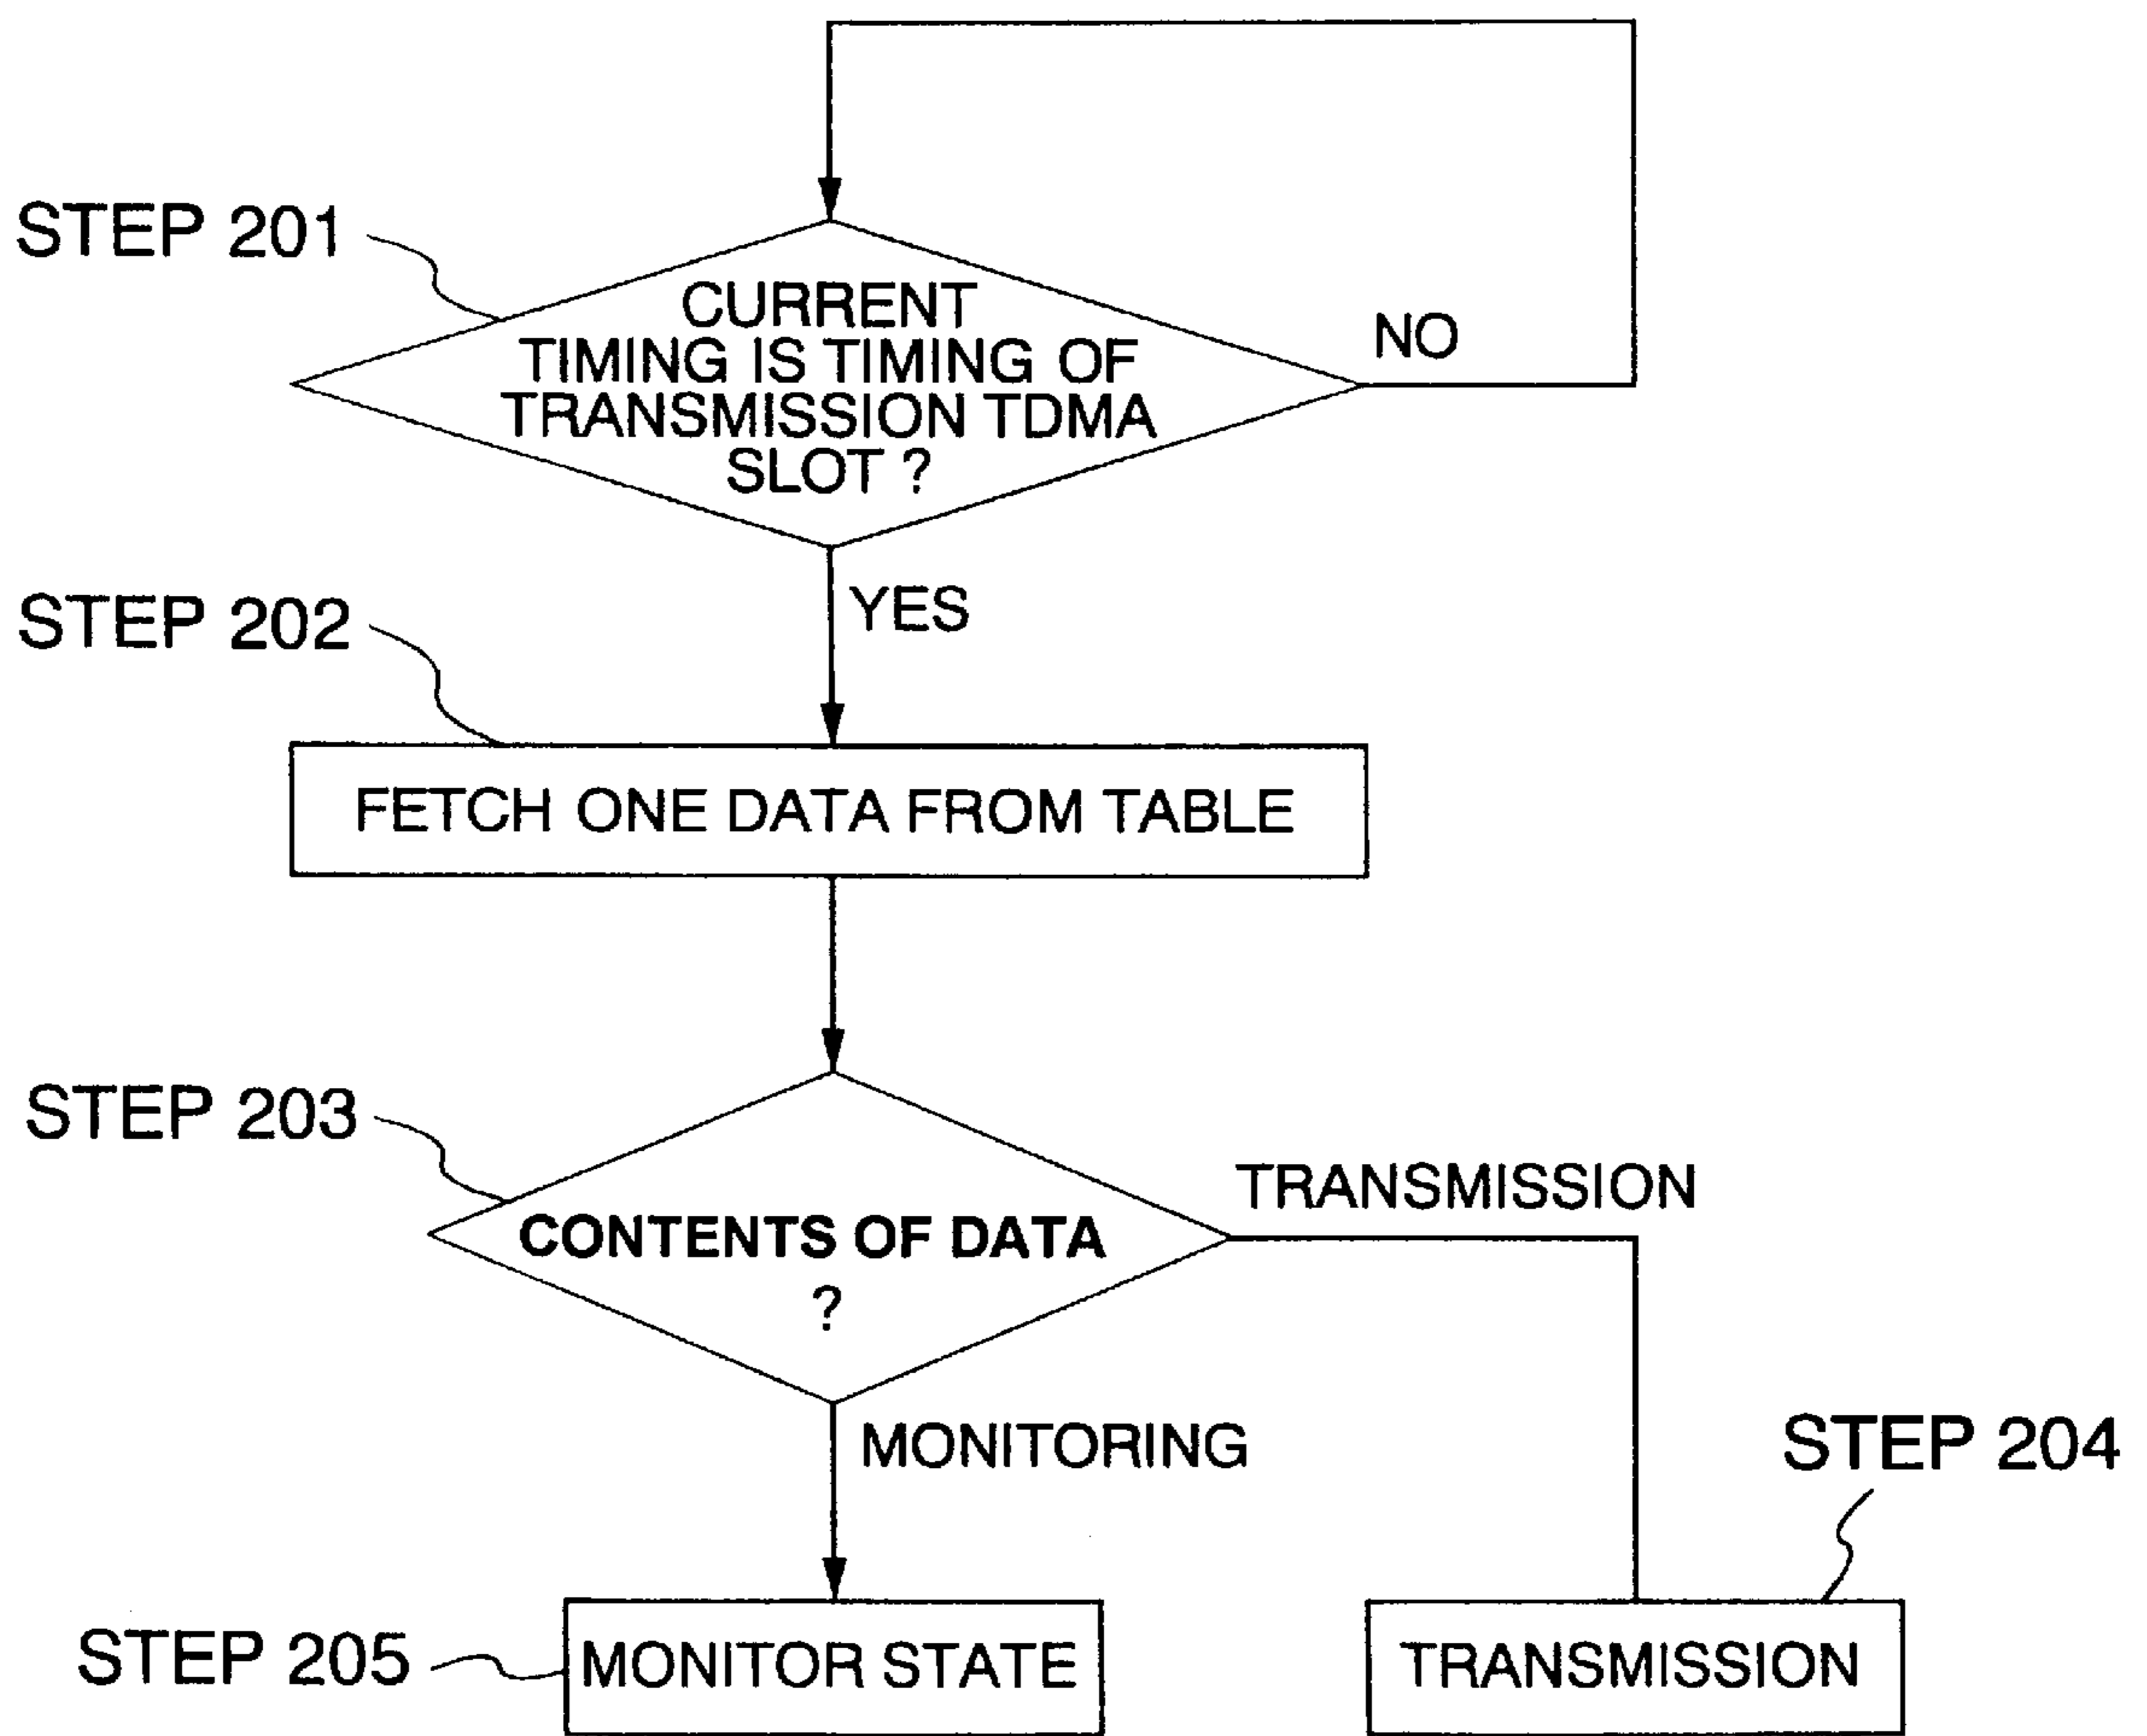 STEP 201
CURRENT
TIMING IS TIMING OF
TRANSMISSION TDMA
SLOT ?
NO
YES
STEP 202
FETCH ONE DATA FROM TABLE
STEP 203
CONTENTS OF DATA
?
TRANSMISSION
MONITORING
STEP 204
STEP 205
MONITOR STATE
TRANSMISSION